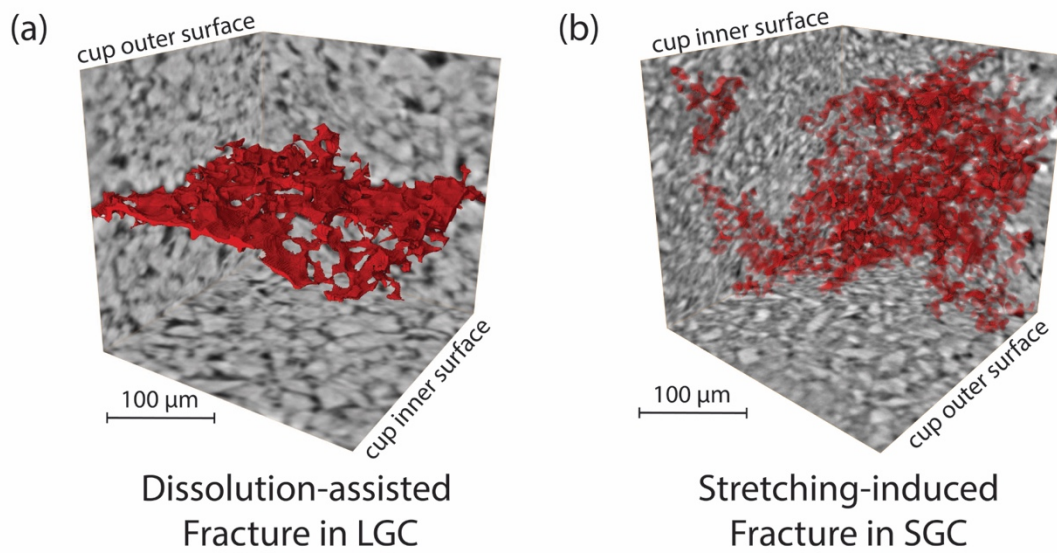 (a)
cup outer surface
cup inner surface
100 μm
Dissolution-assisted
Fracture in LGC
(b)
cup inner surface
cup outer surface
100 μm
Stretching-induced
Fracture in SGC